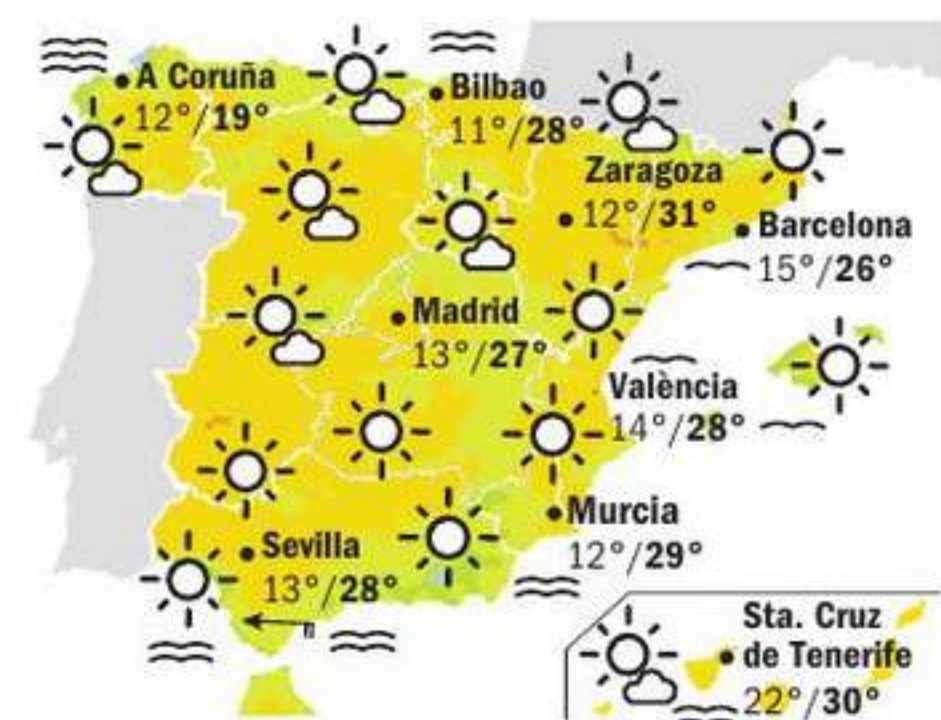 A Coruña
12°/19°
Bilbao
11°/28°
Zaragoza
12°/31°
Barcelona
15°/26°
Madrid
13°/27°
València
14°/28°
Murcia
12°/29°
Sevilla
13°/28°
n
Sta. Cruz
de Tenerife
22°/30°